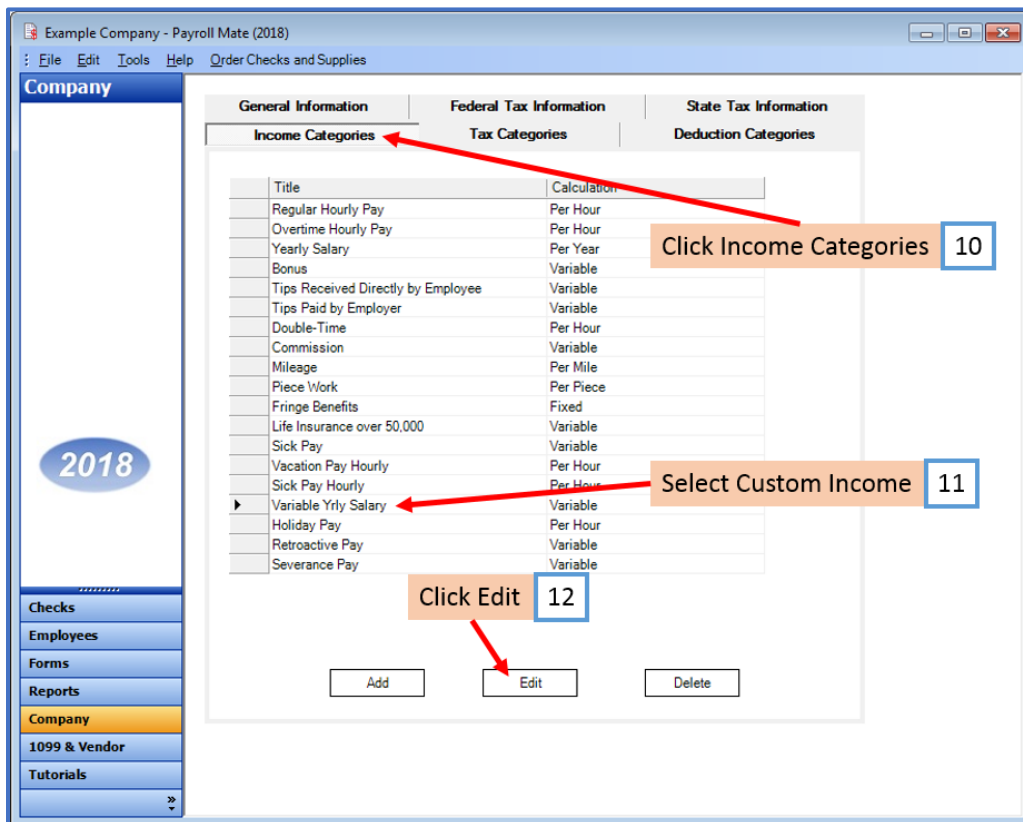 Example Company - Payroll Mate (2018)
File Edit Tools Help Order Checks and Supplies
Company
General Information Federal Tax Information State Tax Information
Income Categories Tax Categories Deduction Categories
Title Calculation
Regular Hourly Pay Per Hour
Overtime Hourly Pay Per Hour
Yearly Salary Per Year
Bonus Variable
Tips Received Directly by Employee Variable
Tips Paid by Employer Variable
Double-Time Per Hour
Commission Variable
Mileage Per Mile
Piece Work Per Piece
Fringe Benefits Fixed
Life Insurance over 50,000 Variable
Sick Pay Variable
Vacation Pay Hourly Per Hour
Sick Pay Hourly Per Hour
Variable Yrly Salary Variable
Holiday Pay Per Hour
Retroactive Pay Variable
Severance Pay Variable
Click Income Categories 10
Select Custom Income 11
Click Edit 12
Add Edit Delete
2018
Checks
Employees
Forms
Reports
Company
1099 & Vendor
Tutorials